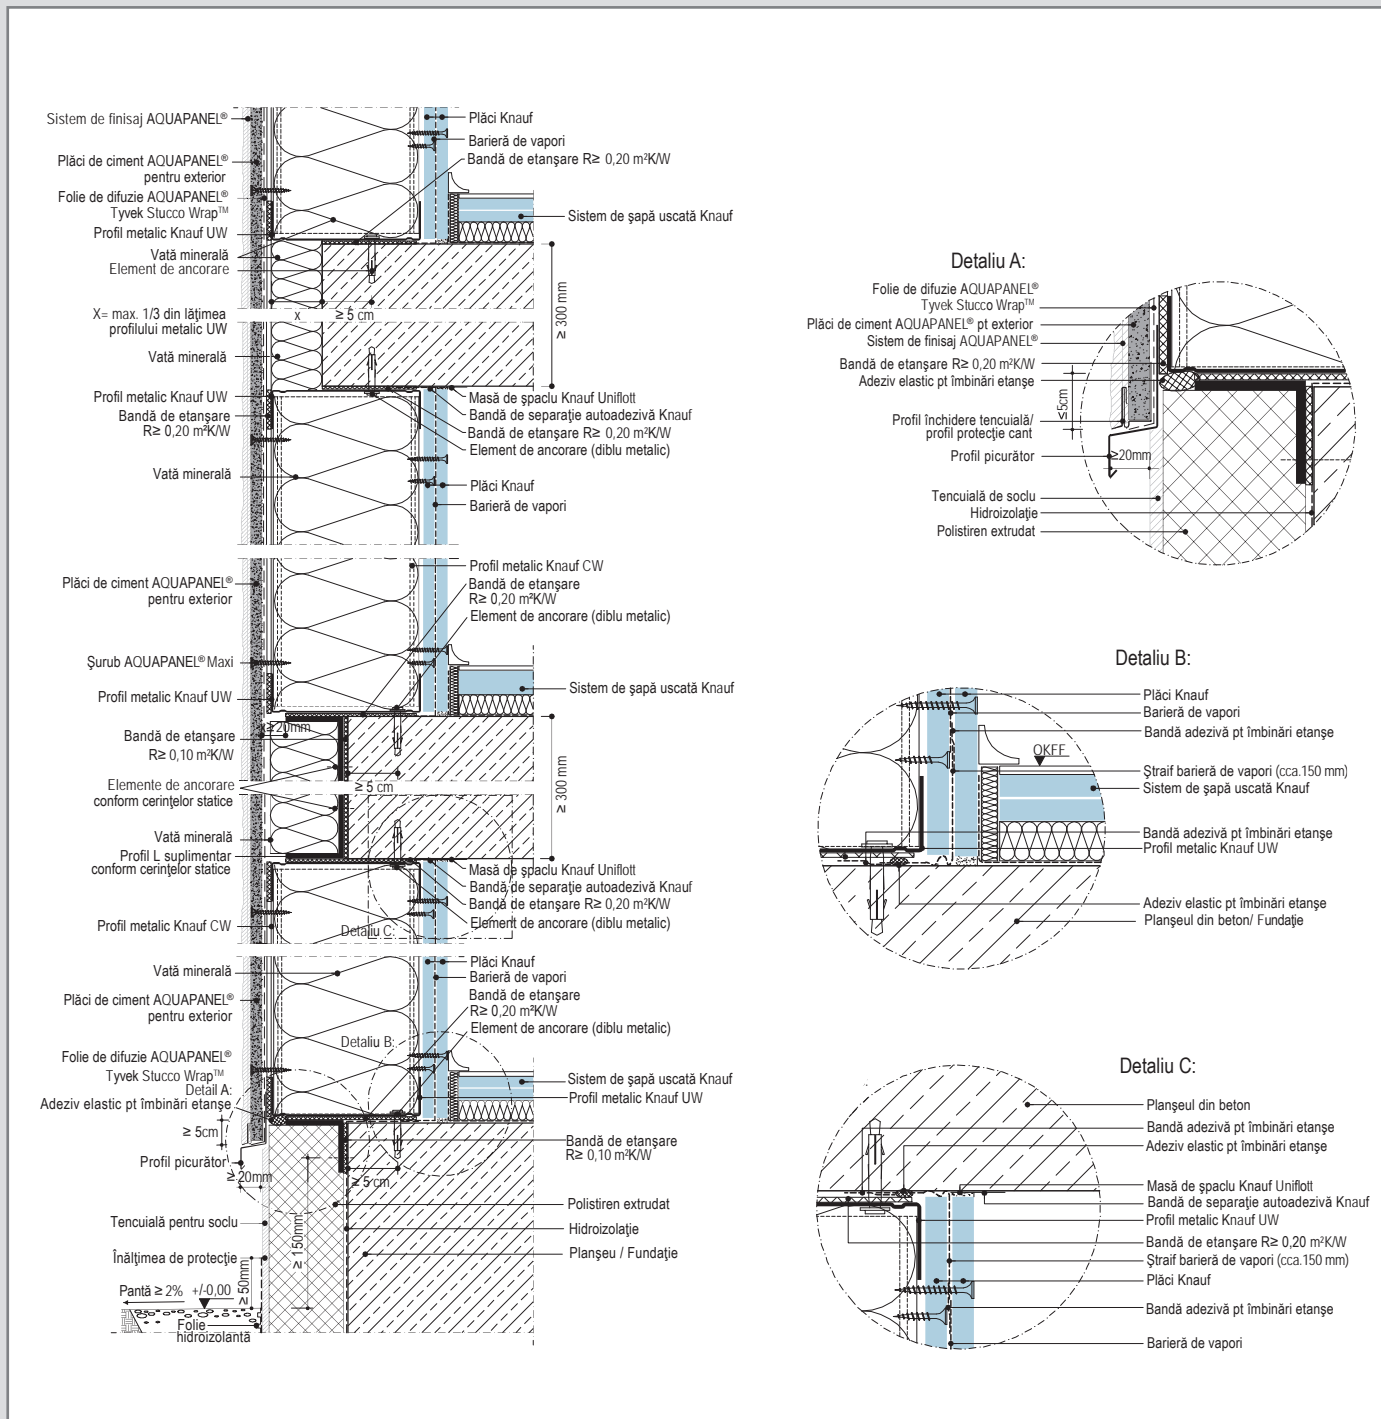 Sistem de finisaj AQUAPANEL®
Plăci de ciment AQUAPANEL®
pentru exterior
Folie de difuzie AQUAPANEL®
Tyvek Stucco Wrap™
Profil metalic Knauf UW
Vată minerală
Element de ancorare
X= max. 1/3 din lăţimea
profilului metalic UW
Vată minerală
Profil metalic Knauf UW
Bandă de etanşare
R≥ 0,20 m²K/W
Vată minerală
Plăci de ciment AQUAPANEL®
pentru exterior
Şurub AQUAPANEL® Maxi
Profil metalic Knauf UW
Bandă de etanşare
R≥ 0,10 m²K/W
Elemente de ancorare
conform cerinţelor statice
Vată minerală
Profil L suplimentar
conform cerinţelor statice
Profil metalic Knauf CW
Vată minerală
Plăci de ciment AQUAPANEL®
pentru exterior
Folie de difuzie AQUAPANEL®
Tyvek Stucco Wrap™
Detail A:
Adeziv elastic pt îmbinări etanşe
≥ 5cm
Profil picurător
≥ 20mm
Tencuială pentru soclu
Înălţimea de protecţie
Pantă ≥ 2% +/-0,00
Folie
hidroizolantă
≥ 50mm
≥ 150mm
x
≥ 5 cm
≥ 300 mm
x≤20mm
≥ 5 cm
≥ 300 mm
Detaliu C:
Detaliu B:
≥ 5 cm
Plăci Knauf
Barieră de vapori
Bandă de etanşare R≥ 0,20 m²K/W
Sistem de şapă uscată Knauf
Masă de şpaclu Knauf Uniflott
Bandă de separaţie autoadezivă Knauf
Bandă de etanşare R≥ 0,20 m²K/W
Element de ancorare (diblu metalic)
Plăci Knauf
Barieră de vapori
Profil metalic Knauf CW
Bandă de etanşare
R≥ 0,20 m²K/W
Element de ancorare (diblu metalic)
Sistem de şapă uscată Knauf
Masă de şpaclu Knauf Uniflott
Bandă de separaţie autoadezivă Knauf
Bandă de etanşare R≥ 0,20 m²K/W
Element de ancorare (diblu metalic)
Plăci Knauf
Barieră de vapori
Bandă de etanşare
R≥ 0,20 m²K/W
Element de ancorare (diblu metalic)
Sistem de şapă uscată Knauf
Profil metalic Knauf UW
Bandă de etanşare
R≥ 0,10 m²K/W
Polistiren extrudat
Hidroizolaţie
Planşeu / Fundaţie
Detaliu A:
Folie de difuzie AQUAPANEL®
Tyvek Stucco Wrap™
Plăci de ciment AQUAPANEL® pt exterior
Sistem de finisaj AQUAPANEL®
Bandă de etanşare R≥ 0,20 m²K/W
Adeziv elastic pt îmbinări etanşe
≤5cm
Profil închidere tencuială/
profil protecţie cant
Profil picurător
≥20mm
Tencuială de soclu
Hidroizolaţie
Polistiren extrudat
Detaliu B:
Plăci Knauf
Barieră de vapori
Bandă adezivă pt îmbinări etanşe
OKFF
Ştraif barieră de vapori (cca.150 mm)
Sistem de şapă uscată Knauf
Bandă adezivă pt îmbinări etanşe
Profil metalic Knauf UW
Adeziv elastic pt îmbinări etanşe
Planşeul din beton/ Fundaţie
Detaliu C:
Planşeul din beton
Bandă adezivă pt îmbinări etanşe
Adeziv elastic pt îmbinări etanşe
Masă de şpaclu Knauf Uniflott
Bandă de separaţie autoadezivă Knauf
Profil metalic Knauf UW
Bandă de etanşare R≥ 0,20 m²K/W
Ştraif barieră de vapori (cca.150 mm)
Plăci Knauf
Bandă adezivă pt îmbinări etanşe
Barieră de vapori